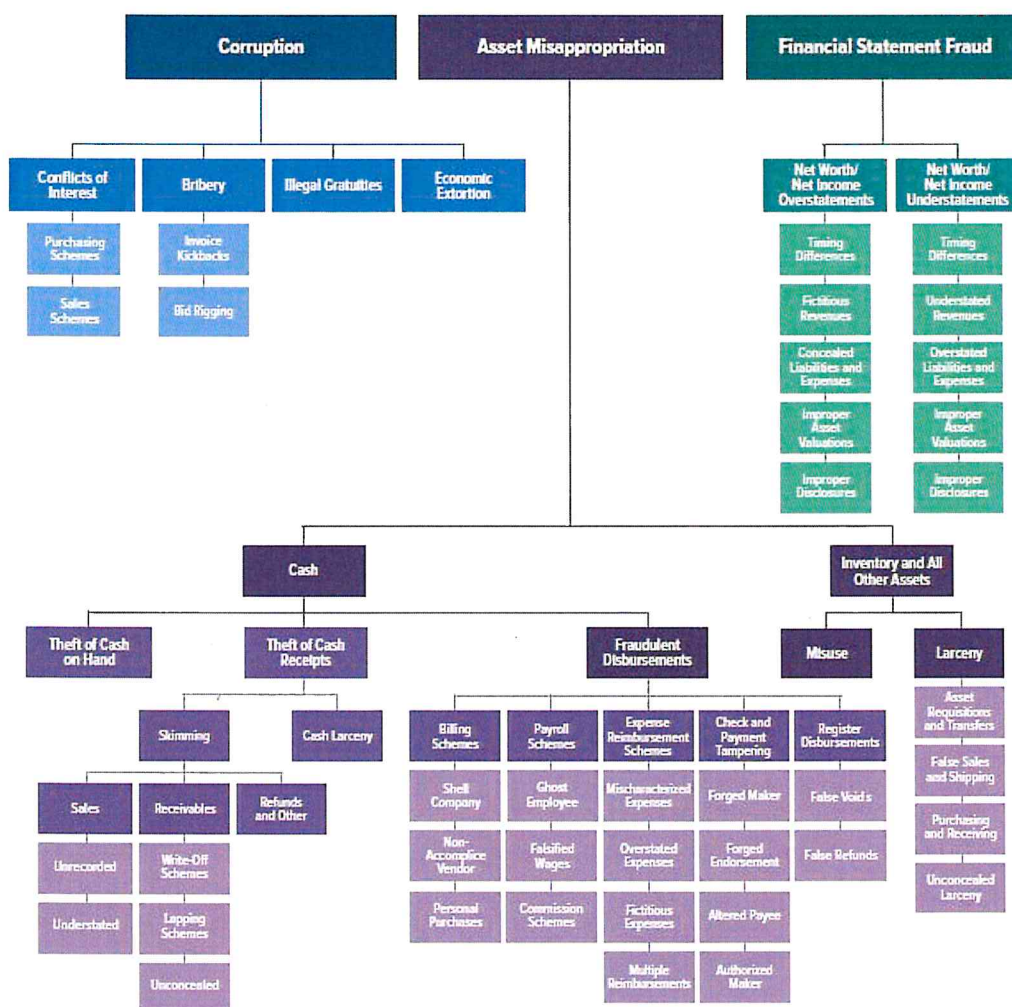 Corruption
Asset Misappropriation
Financial Statement Fraud
Conflicts of
Interest
Bribery
Illegal Gratuities
Economic
Extortion
Net Worth/
Net Income
Overstatements
Net Worth/
Net Income
Understatements
Purchasing
Schemes
Sales
Schemes
Invoice
Kickbacks
Bid Rigging
Timing
Differences
Fictitious
Revenues
Concealed
Liabilities and
Expenses
Improper
Asset
Valuations
Improper
Disclosures
Timing
Differences
Understated
Revenues
Overstated
Liabilities and
Expenses
Improper
Asset
Valuations
Improper
Disclosures
Cash
Inventory and All
Other Assets
Theft of Cash
on Hand
Theft of Cash
Receipts
Fraudulent
Disbursements
Misuse
Larceny
Skimming
Cash Larceny
Sales
Receivables
Refunds
and Other
Unrecorded
Understated
Write-Off
Schemes
Lapping
Schemes
Unconcealed
Billing
Schemes
Shell
Company
Non-
Accomplice
Vendor
Personal
Purchases
Payroll
Schemes
Ghost
Employee
Falsified
Wages
Commission
Schemes
Expense
Reimbursement
Schemes
Mischaracterized
Expenses
Overstated
Expenses
Fictitious
Expenses
Multiple
Reimbursements
Check and
Payment
Tampering
Forged Maker
Forged
Endorsement
Altered Payee
Authorized
Maker
Register
Disbursements
False Voids
False Refunds
Asset
Requisitions
and Transfers
False Sales
and Shipping
Purchasing
and Receiving
Unconcealed
Larceny